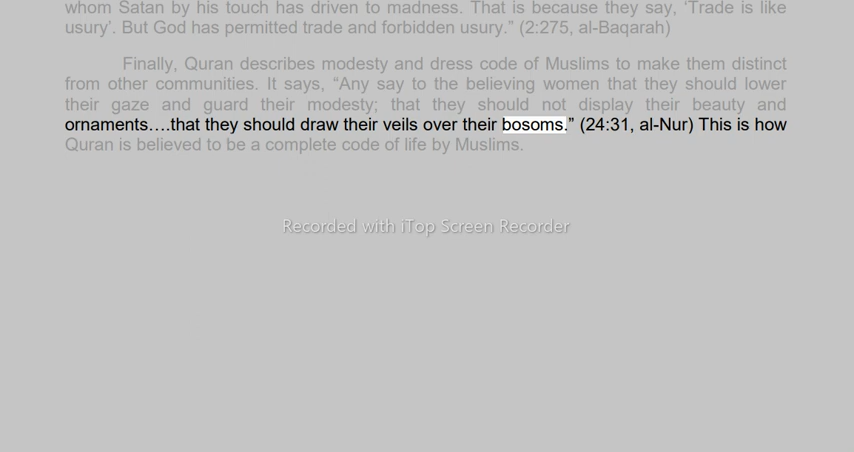 whom Satan by his touch has driven to madness. That is because they say, ‘Trade is like
usury’. But God has permitted trade and forbidden usury.” (2:275, al-Baqarah)
Finally, Quran describes modesty and dress code of Muslims to make them distinct
from other communities. It says, “Any say to the believing women that they should lower
their gaze and guard their modesty; that they should not display their beauty and
ornaments….that they should draw their veils over their bosoms.” (24:31, al-Nur) This is how
Quran is believed to be a complete code of life by Muslims.
Recorded with iTop Screen Recorder